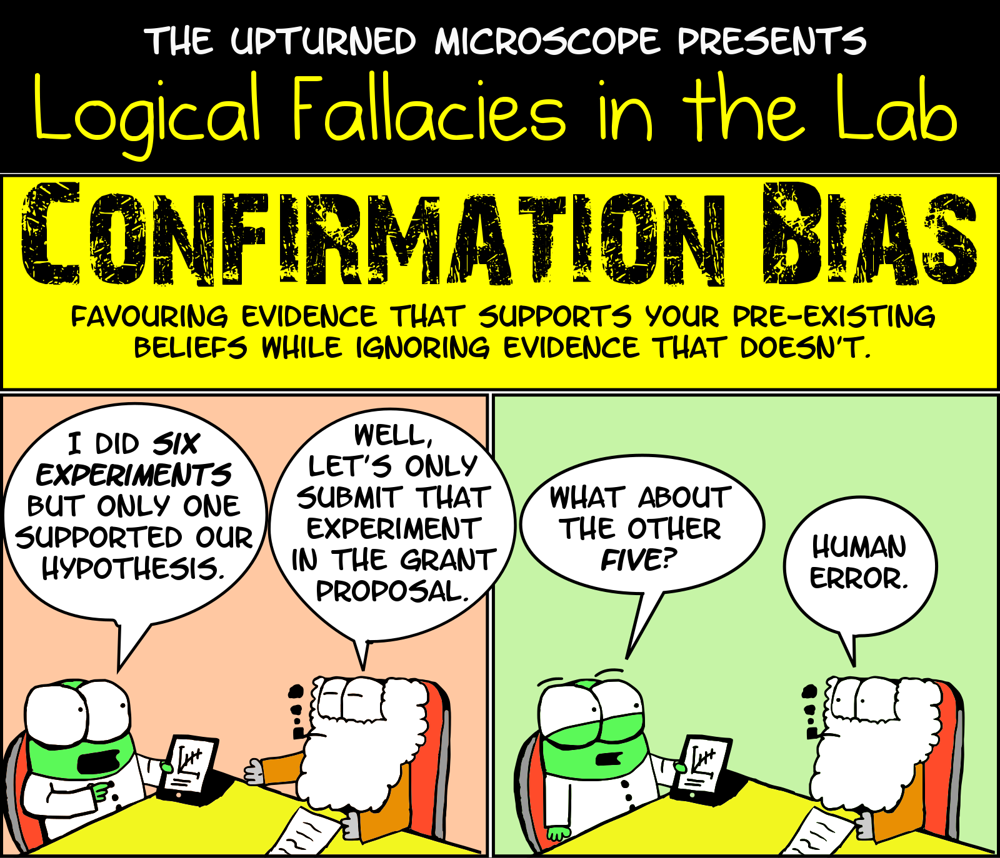 THE UPTURNED MICROSCOPE PRESENTS
Logical Fallacies in the Lab
CONFIRMATION BIAS
FAVOURING EVIDENCE THAT SUPPORTS YOUR PRE-EXISTING
BELIEFS WHILE IGNORING EVIDENCE THAT DOESN'T.
I DID SIX
EXPERIMENTS
BUT ONLY ONE
SUPPORTED OUR
HYPOTHESIS.
WELL,
LET'S ONLY
SUBMIT THAT
EXPERIMENT
IN THE GRANT
PROPOSAL.
WHAT ABOUT
THE OTHER
FIVE?
HUMAN
ERROR.